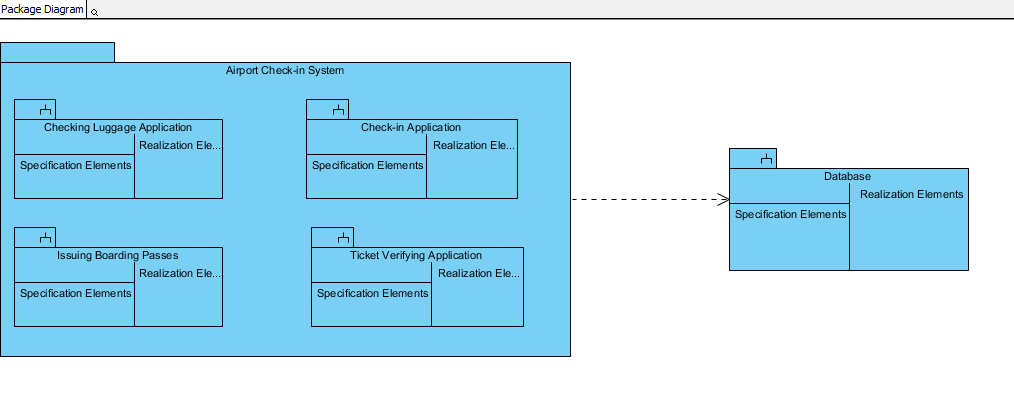 Package Diagram
Airport Check-in System
Checking Luggage Application
Realization Ele...
Specification Elements
Check-in Application
Realization Ele...
Specification Elements
Issuing Boarding Passes
Realization Ele...
Specification Elements
Ticket Verifying Application
Realization Ele...
Specification Elements
Database
Realization Elements
Specification Elements